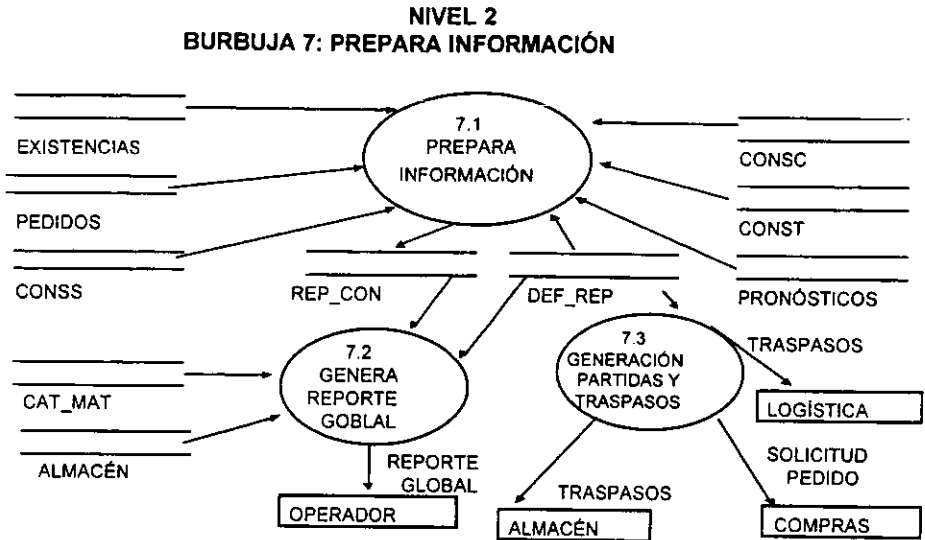 NIVEL 2
BURBUJA 7: PREPARA INFORMACIÓN
7.1
PREPARA
INFORMACIÓN
EXISTENCIAS
PEDIDOS
CONSS
CONSC
CONST
PRONÓSTICOS
REP_CON
DEF_REP
7.2
GENERA
REPORTE
GOBLAL
7.3
GENERACIÓN
PARTIDAS Y
TRASPASOS
CAT_MAT
ALMACÉN
TRASPASOS
LOGÍSTICA
REPORTE
GLOBAL
OPERADOR
TRASPASOS
ALMACÉN
SOLICITUD
PEDIDO
COMPRAS